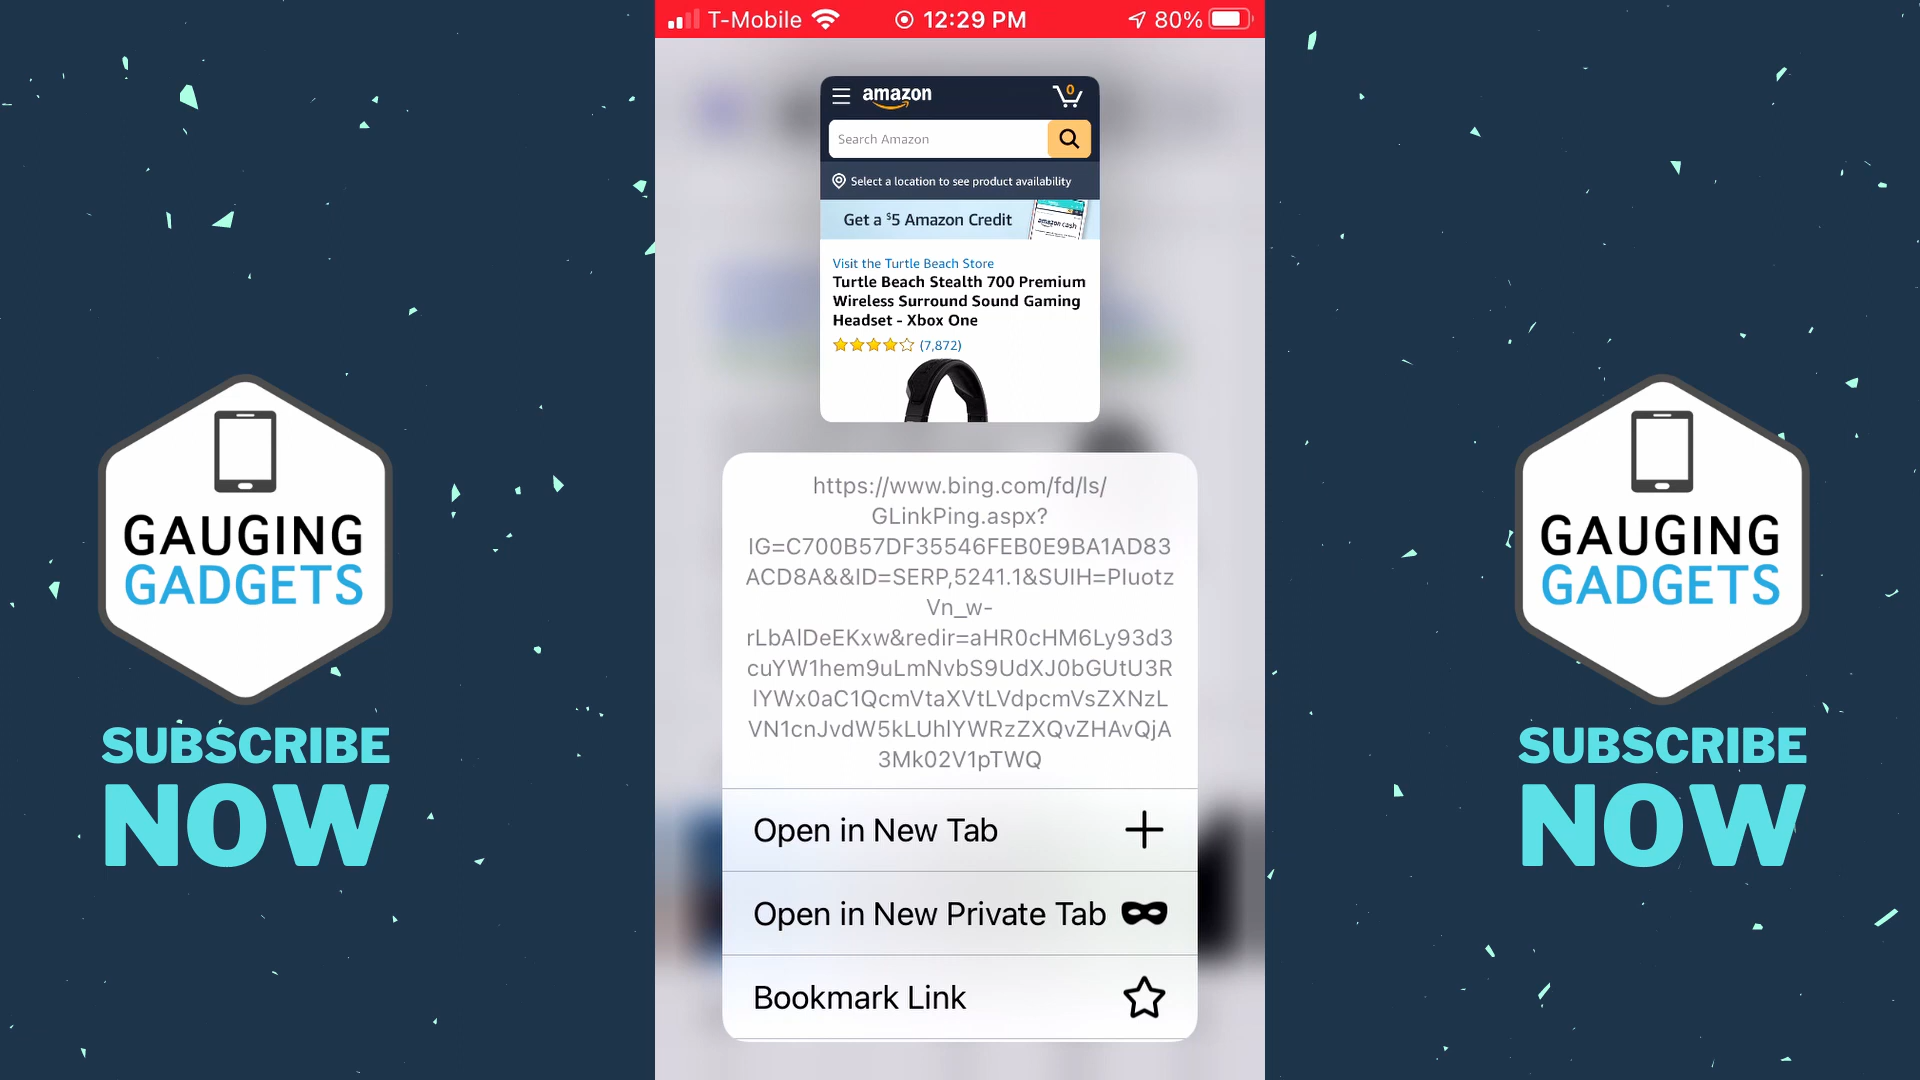 T-Mobile 12:29 PM 80%
amazon 0
Search Amazon
Select a location to see product availability
Get a $5 Amazon Credit
amazon cash
Visit the Turtle Beach Store
Turtle Beach Stealth 700 Premium
Wireless Surround Sound Gaming
Headset - Xbox One
(7,872)
https://www.bing.com/fd/ls/
GLinkPing.aspx?
IG=C700B57DF35546FEB0E9BA1AD83
ACD8A&&ID=SERP,5241.1&SUIH=PIuotz
Vn_w-
rLbAlDeEKxw&redir=aHR0cHM6Ly93d3
cuYW1hem9uLmNvbS9UdXJ0bGUtU3R
lYWx0aC1QcmVtaXVtLVdpcmVsZXNzL
VN1cnJvdW5kLUhlYWRzZXQvZHAvQjA
3Mk02V1pTWQ
Open in New Tab
Open in New Private Tab
Bookmark Link
GAUGING
GADGETS
SUBSCRIBE
NOW
GAUGING
GADGETS
SUBSCRIBE
NOW